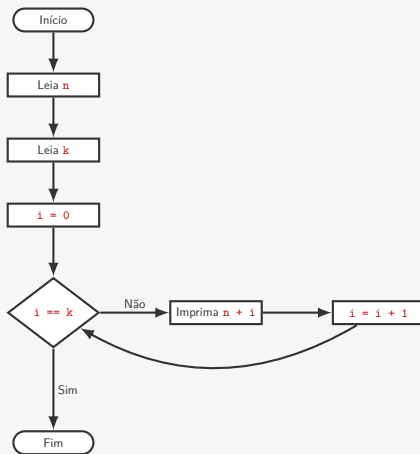 Início
Leia n
Leia k
i = 0
i == k
Não
Imprima n + i
i = i + 1
Sim
Fim